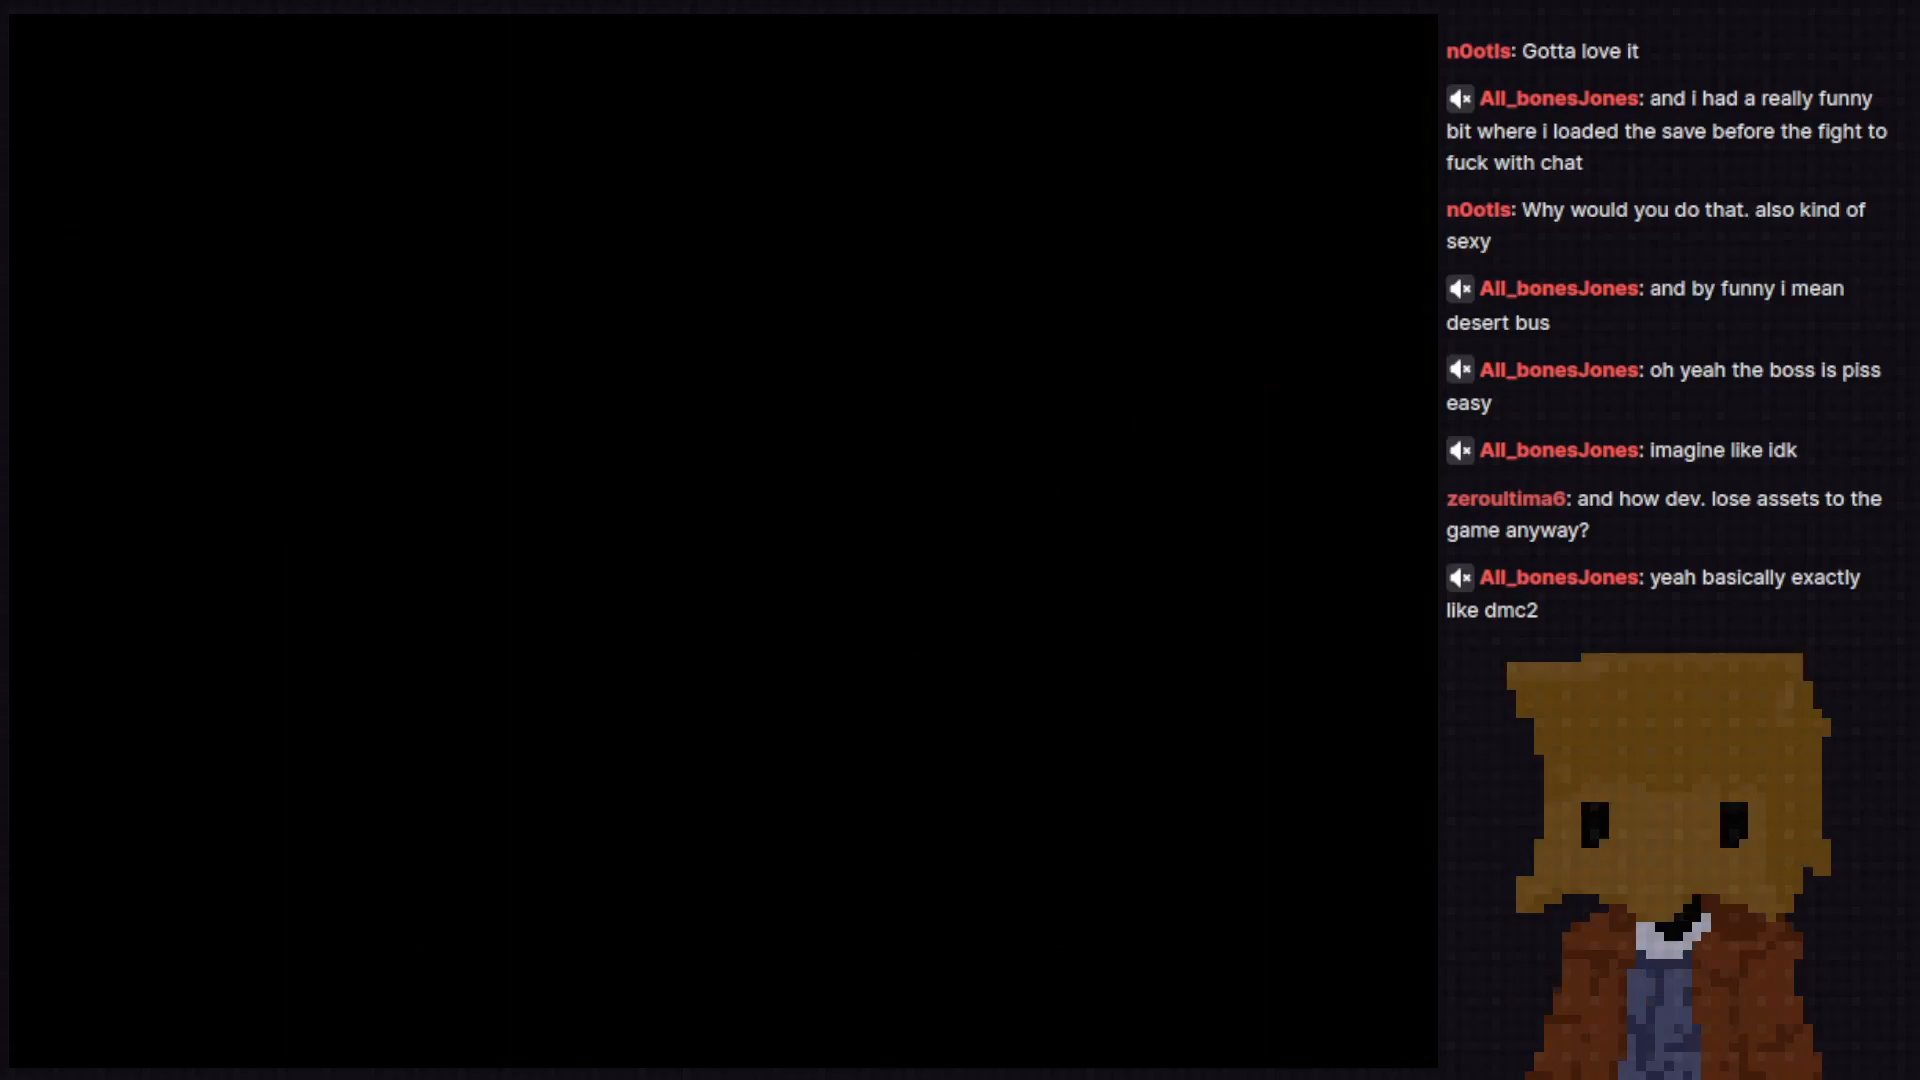 n0otls: Gotta love it
All_bonesJones: and i had a really funny
bit where i loaded the save before the fight to
fuck with chat
n0otls: Why would you do that. also kind of
sexy
All_bonesJones: and by funny i mean
desert bus
All_bonesJones: oh yeah the boss is piss
easy
All_bonesJones: imagine like idk
zeroultima6: and how dev. lose assets to the
game anyway?
All_bonesJones: yeah basically exactly
like dmc2